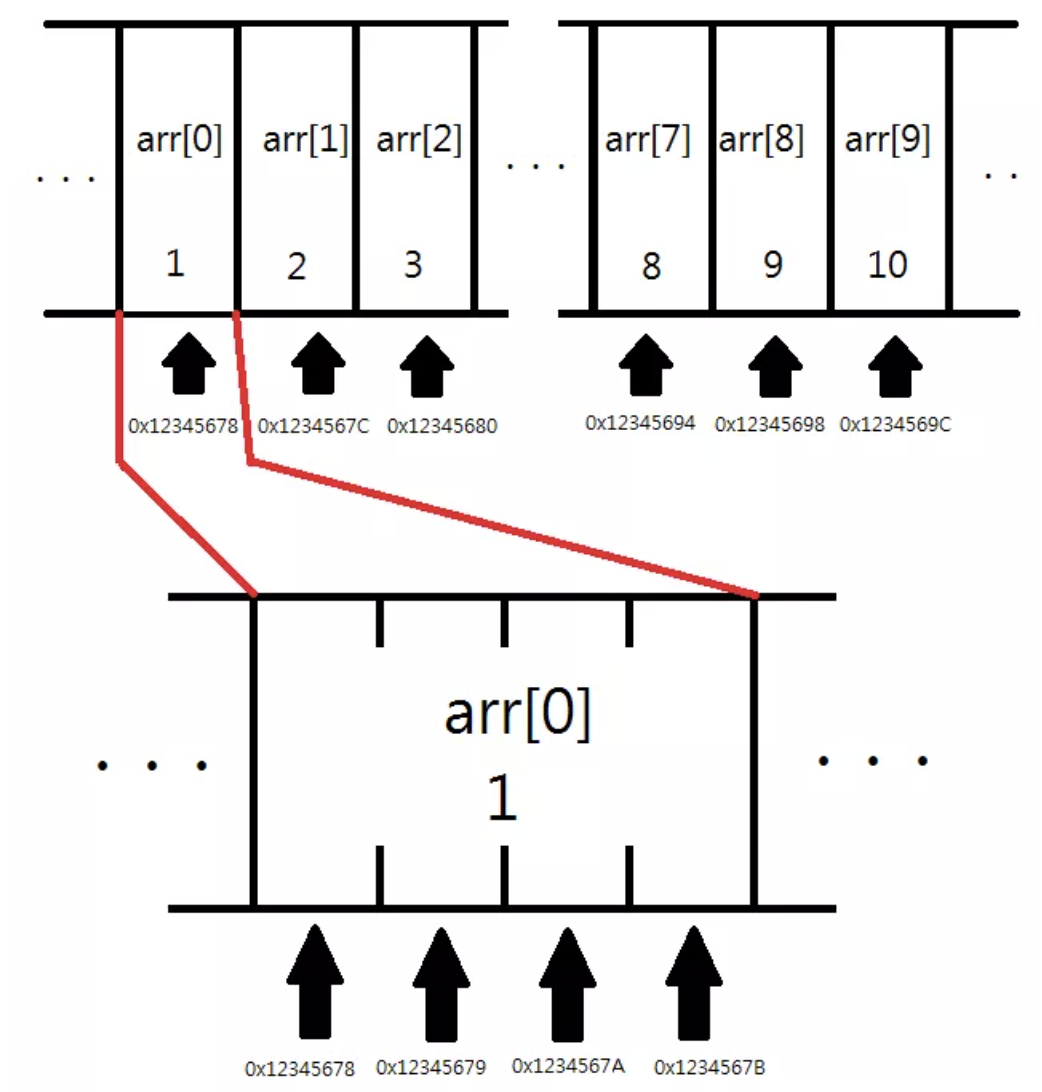 arr[0] arr[1] arr[2] . . . arr[7] arr[8] arr[9]
. . . . .
1 2 3 8 9 10
0x12345678 0x1234567C 0x12345680 0x12345694 0x12345698 0x1234569C
arr[0]
. . . 1 . . .
0x12345678 0x12345679 0x1234567A 0x1234567B